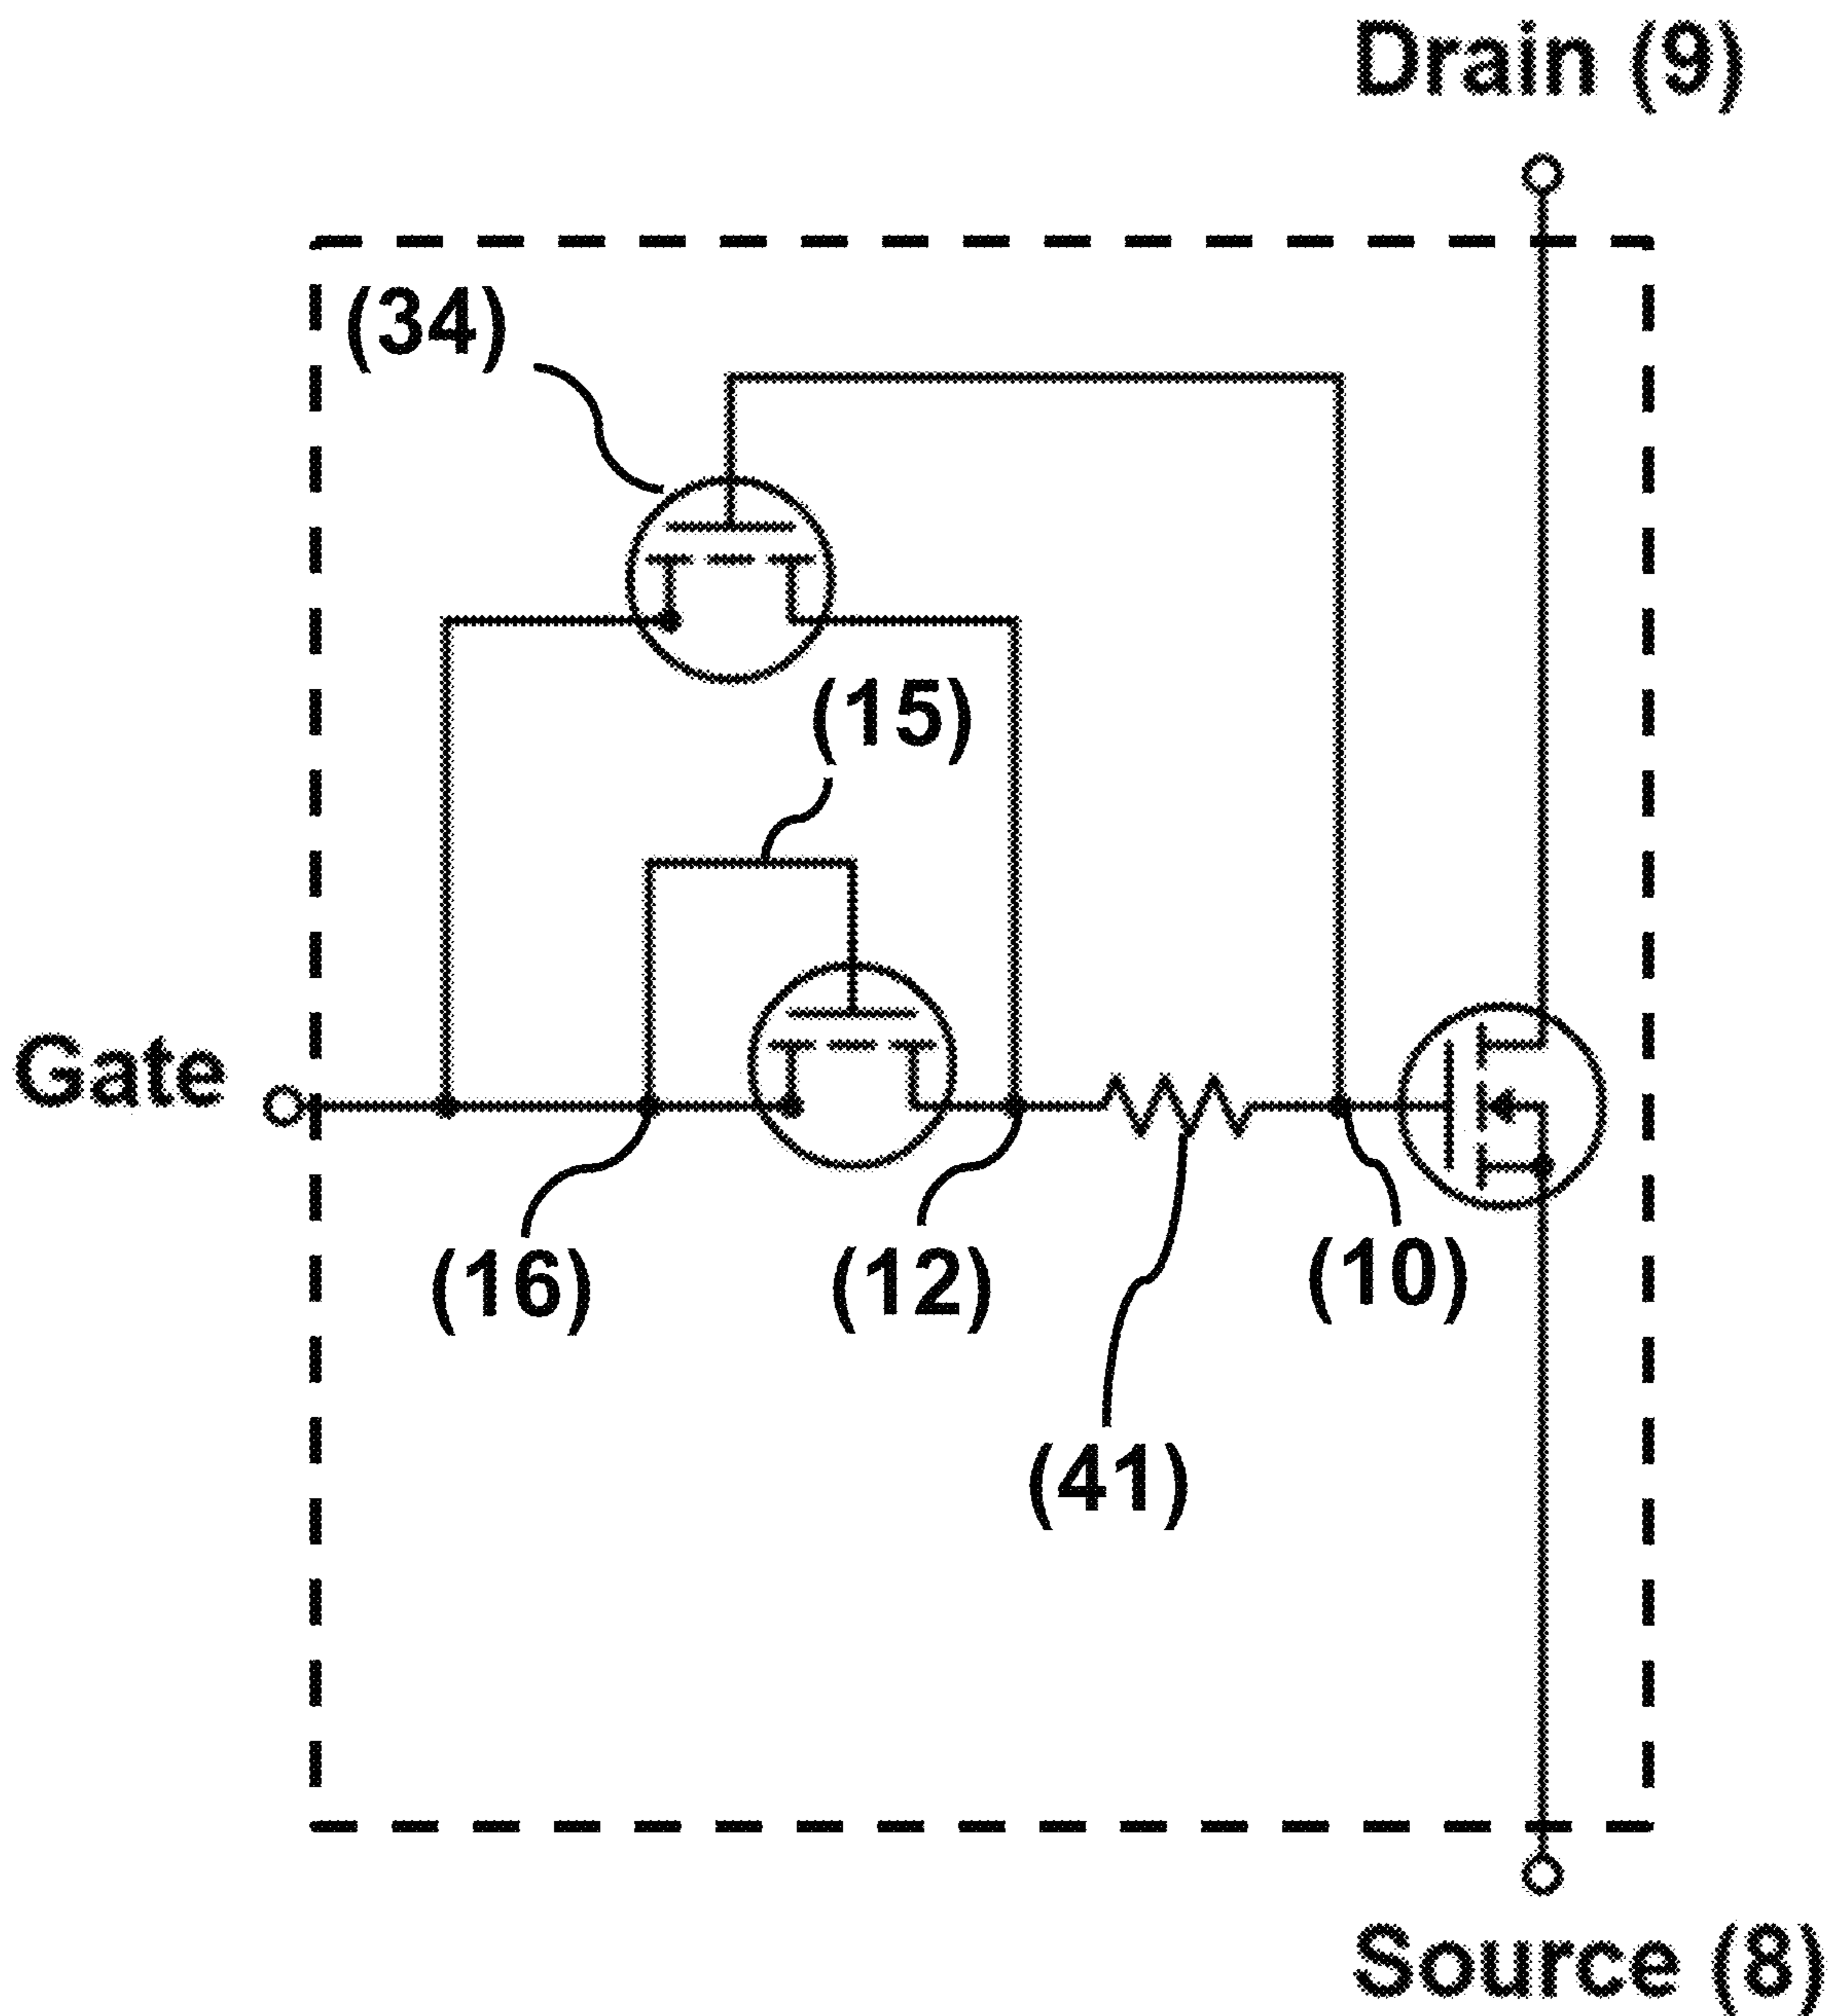 Drain (9)
(34)
(15)
Gate
(16)
(12)
(10)
(41)
Source (8)